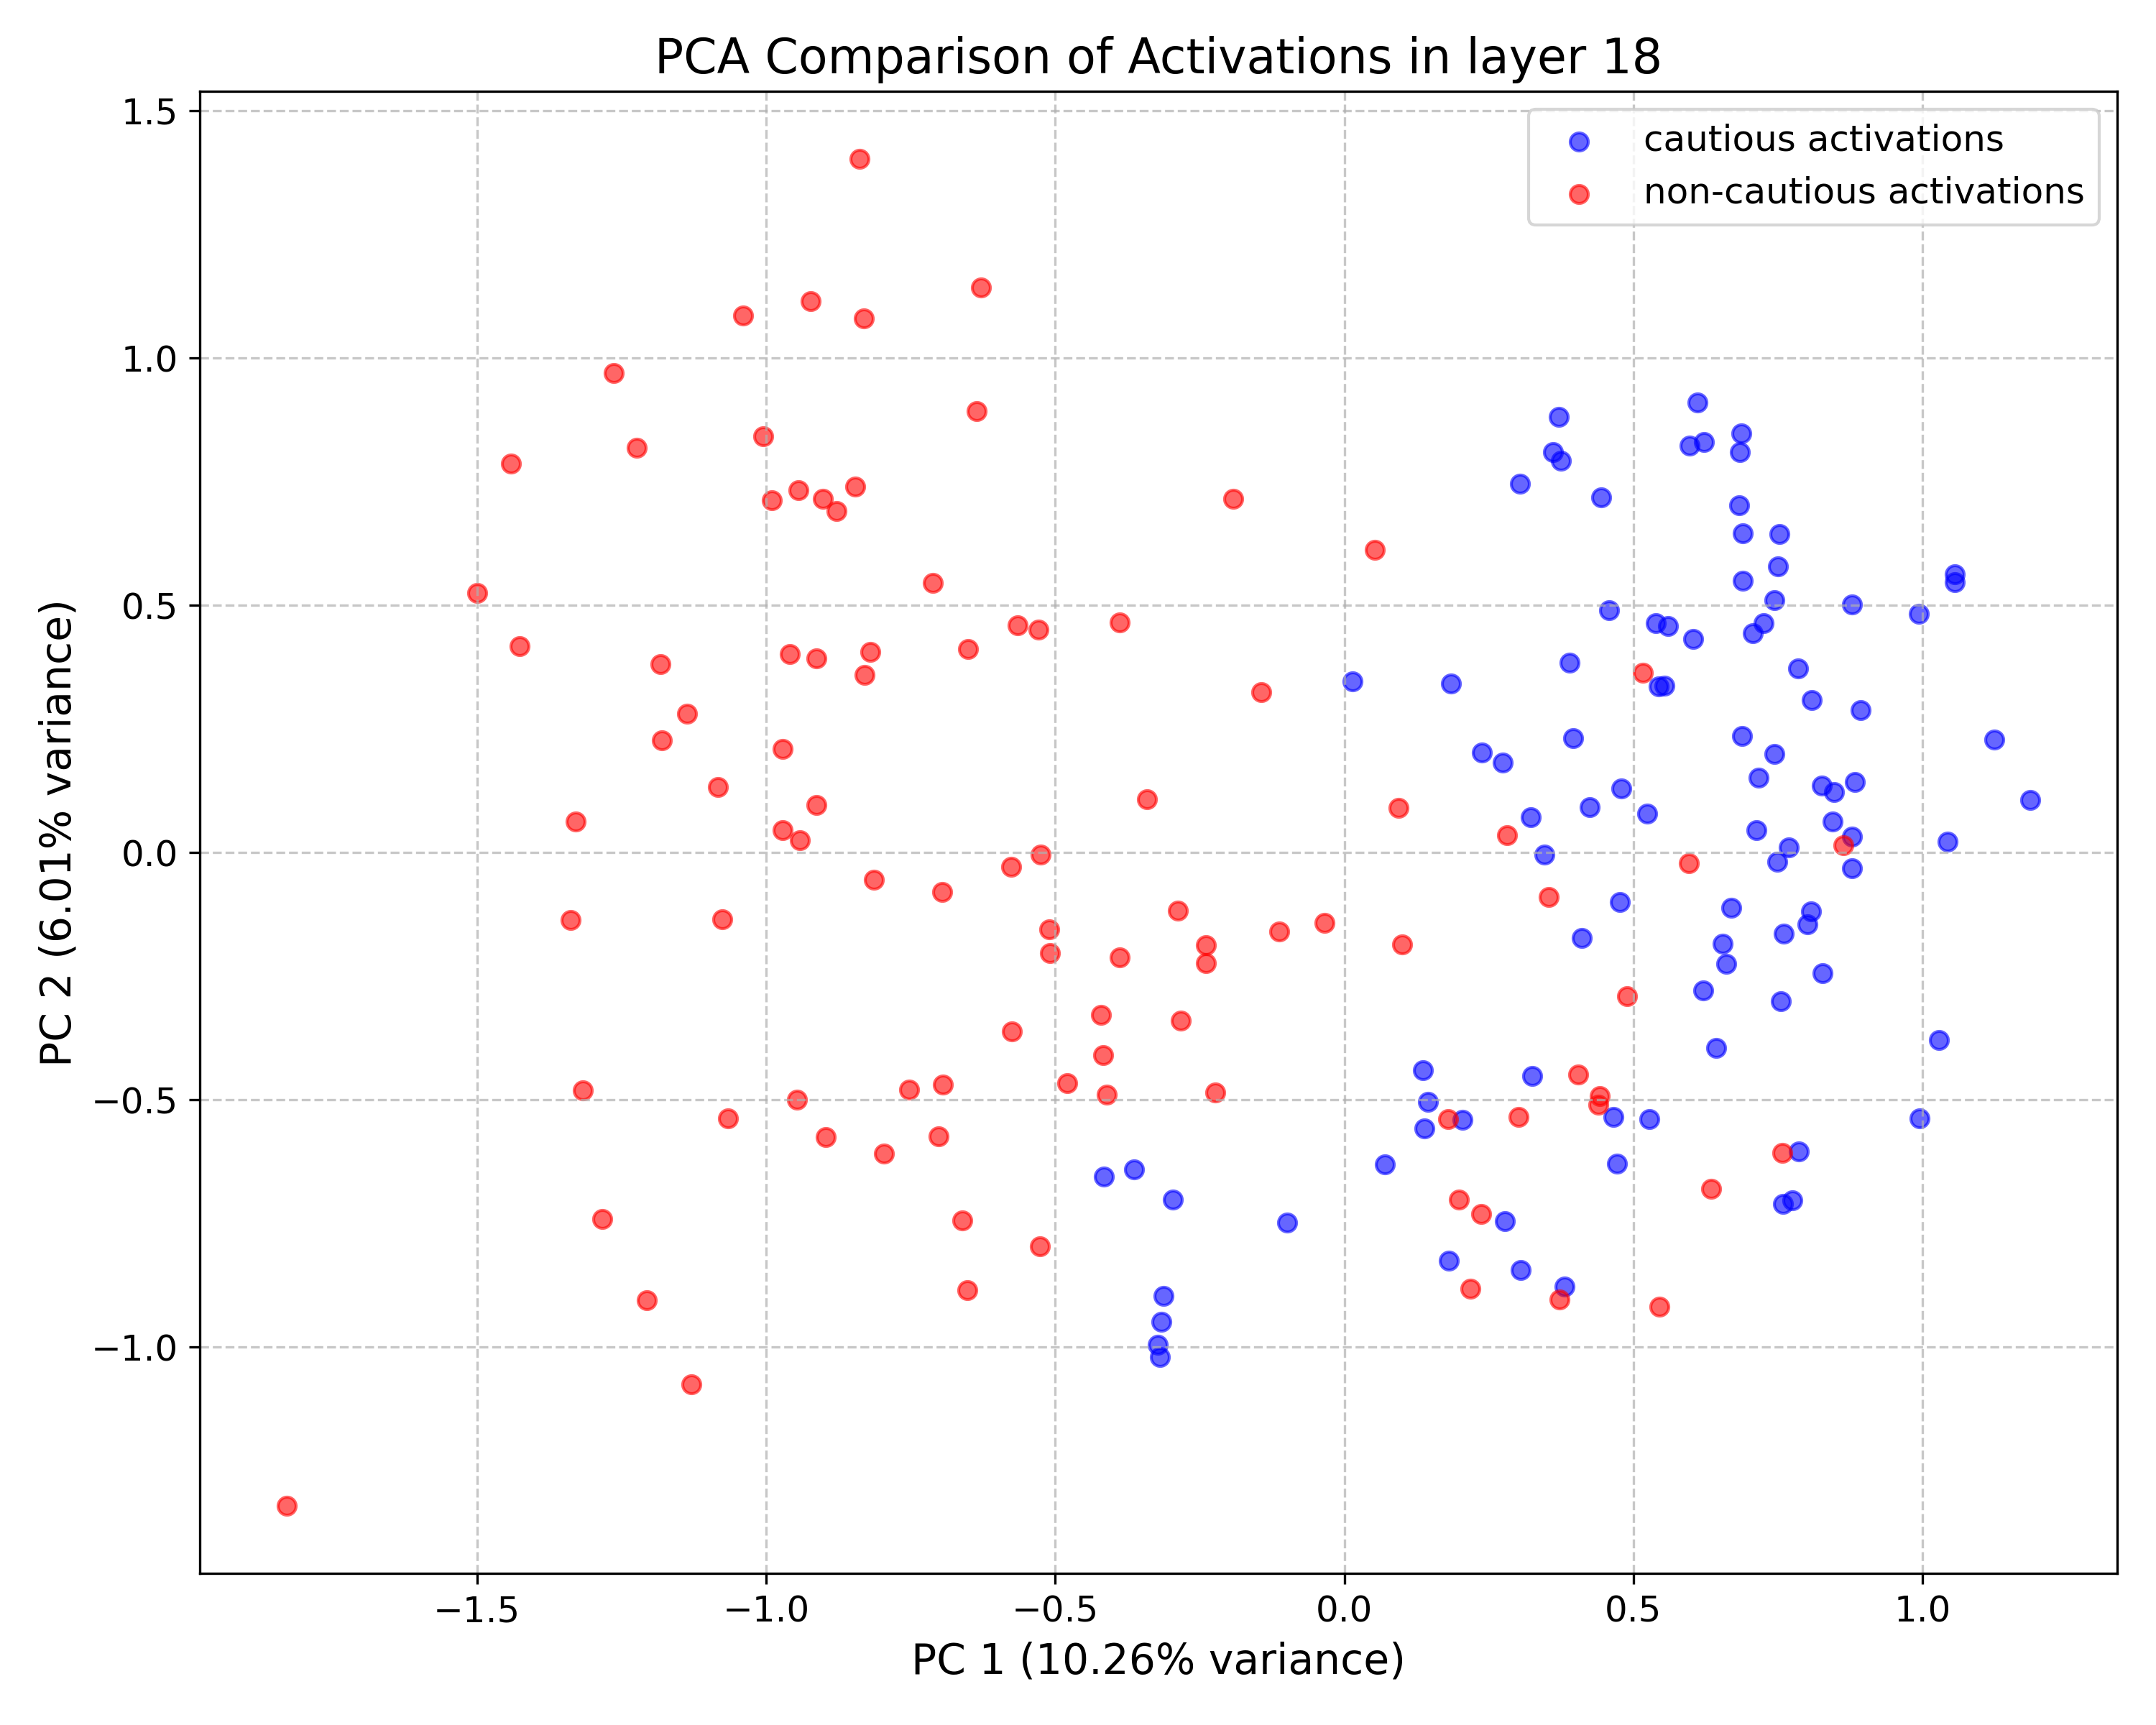 PCA Comparison of Activations in layer 18
cautious activations
non-cautious activations
1.5
1.0
0.5
0.0
−0.5
−1.0
PC 2 (6.01% variance)
−1.5
−1.0
−0.5
0.0
0.5
1.0
PC 1 (10.26% variance)